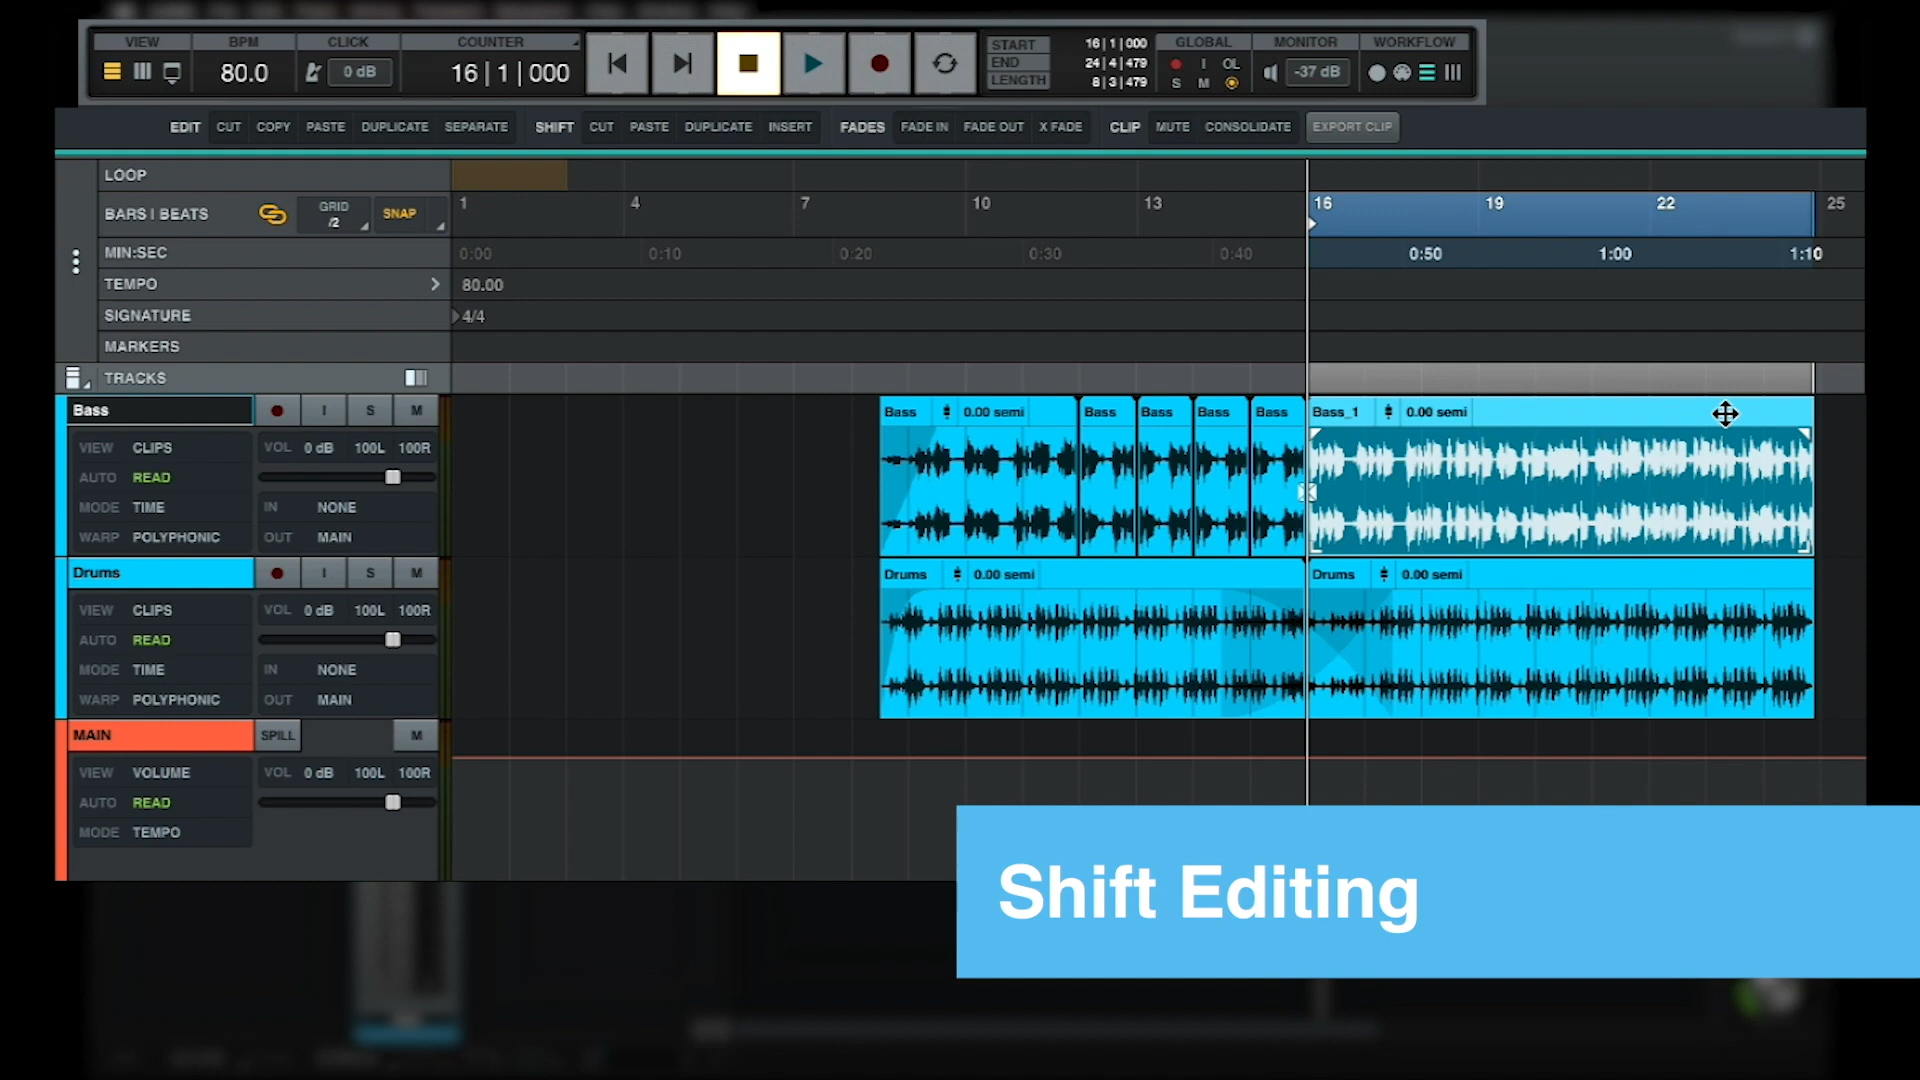 VIEW BPM CLICK COUNTER
80.0 0 dB 16 | 1 | 000
START 16 | 1 | 000
END 24 | 4 | 479
LENGTH 8 | 3 | 479
GLOBAL MONITOR WORKFLOW
I OL
S M
-37 dB
EDIT CUT COPY PASTE DUPLICATE SEPARATE SHIFT CUT PASTE DUPLICATE INSERT FADES FADE IN FADE OUT X FADE CLIP MUTE CONSOLIDATE EXPORT CLIP
LOOP
BARS | BEATS GRID /2 SNAP 1 4 7 10 13 16 19 22 25
MIN:SEC 0:00 0:10 0:20 0:30 0:40 0:50 1:00 1:10
TEMPO 80.00
SIGNATURE 4/4
MARKERS
TRACKS
Bass I S M Bass 0.00 semi Bass Bass Bass Bass Bass_1 0.00 semi
VIEW CLIPS VOL 0 dB 100L 100R
AUTO READ
MODE TIME IN NONE
WARP POLYPHONIC OUT MAIN
Drums I S M Drums 0.00 semi Drums 0.00 semi
VIEW CLIPS VOL 0 dB 100L 100R
AUTO READ
MODE TIME IN NONE
WARP POLYPHONIC OUT MAIN
MAIN SPILL M
VIEW VOLUME VOL 0 dB 100L 100R
AUTO READ
MODE TEMPO
Shift Editing